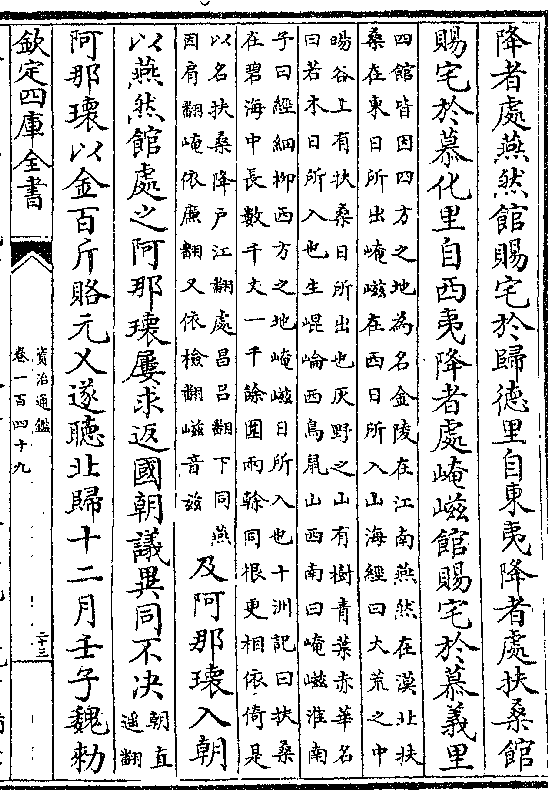 降者處燕然館賜宅於歸徳里自東夷降者處扶桑館
賜宅於慕化里自西夷降者處崦嵫館賜宅於慕義里
四館皆因四方之地為名金陵在江南燕然在漠北扶
桑在東日所出崦嵫在西日所入山海經曰大荒之中
暘谷上有扶桑日所出也灰野之山有樹青葉赤華名
曰若木日所入也生崐崘西鳥鼠山西南曰崦嵫淮南
子曰經細栁西方之地崦嵫日所入也十洲記曰扶桑
在碧海中長數千丈一千餘圍兩榦同根更相依倚是
以名扶桑降戸江翻處昌吕翻下同燕
因肩翻崦依廉翻又依檢翻嵫音兹
及阿那瓌入朝
以燕然館處之阿那瓌屢求返國朝議異同不决
朝直
遥翻
阿那瓌以金百斤賂元乂遂聽北歸十二月壬子魏勅
欽定四庫全書
資治通鑑
卷一百四十九
二十三